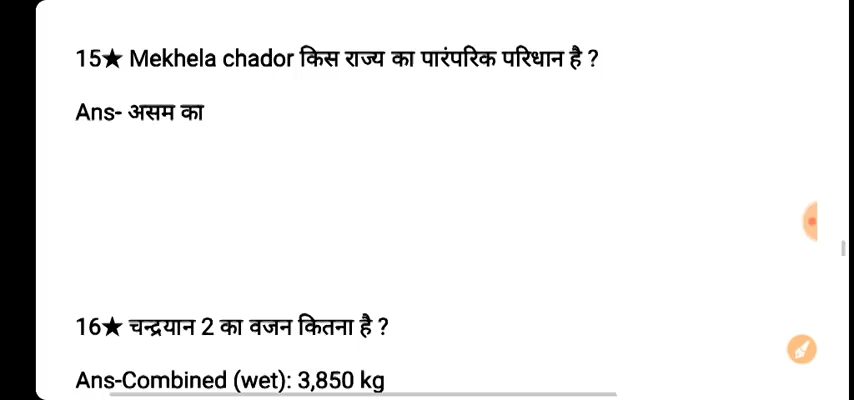 15★ Mekhela chador किस राज्य का पारंपरिक परिधान है ?
Ans- असम का
16★ चन्द्रयान 2 का वजन कितना है ?
Ans-Combined (wet): 3,850 kg